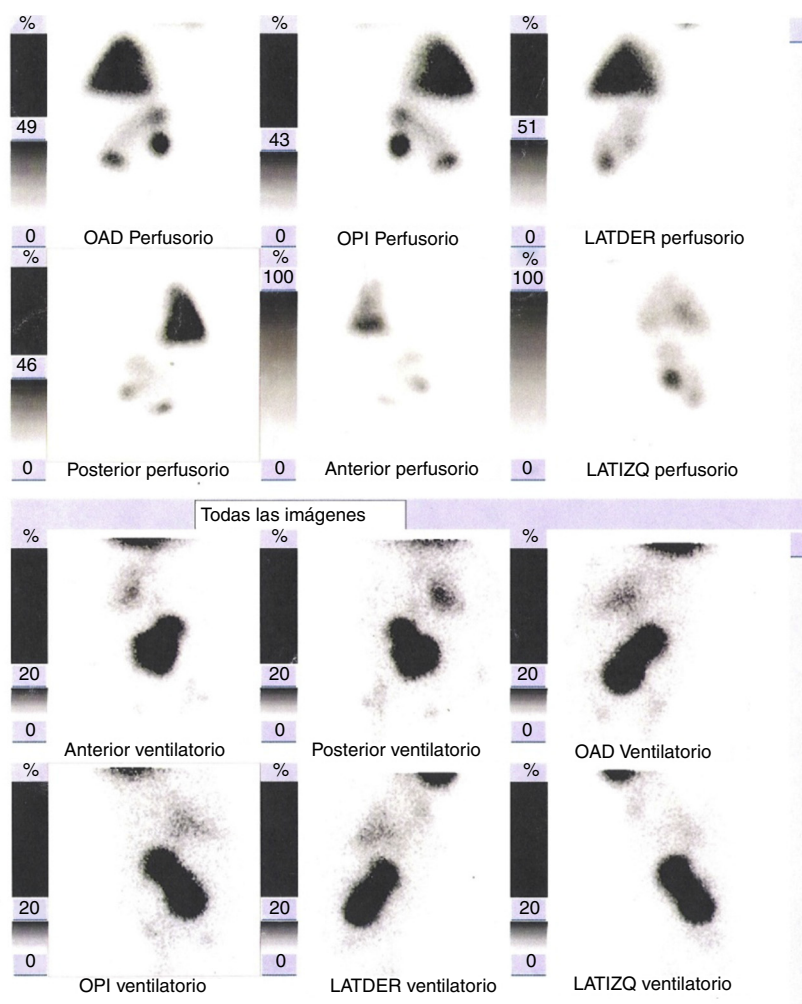 % % %
49 43 51
0 OAD Perfusorio 0 OPI Perfusorio 0 LATDER perfusorio
% % %
100 100
46
0 Posterior perfusorio 0 Anterior perfusorio 0 LATIZQ perfusorio
Todas las imágenes
% % %
20 20 20
0 0 0
Anterior ventilatorio Posterior ventilatorio OAD Ventilatorio
% % %
20 20 20
0 0 0
OPI ventilatorio LATDER ventilatorio LATIZQ ventilatorio